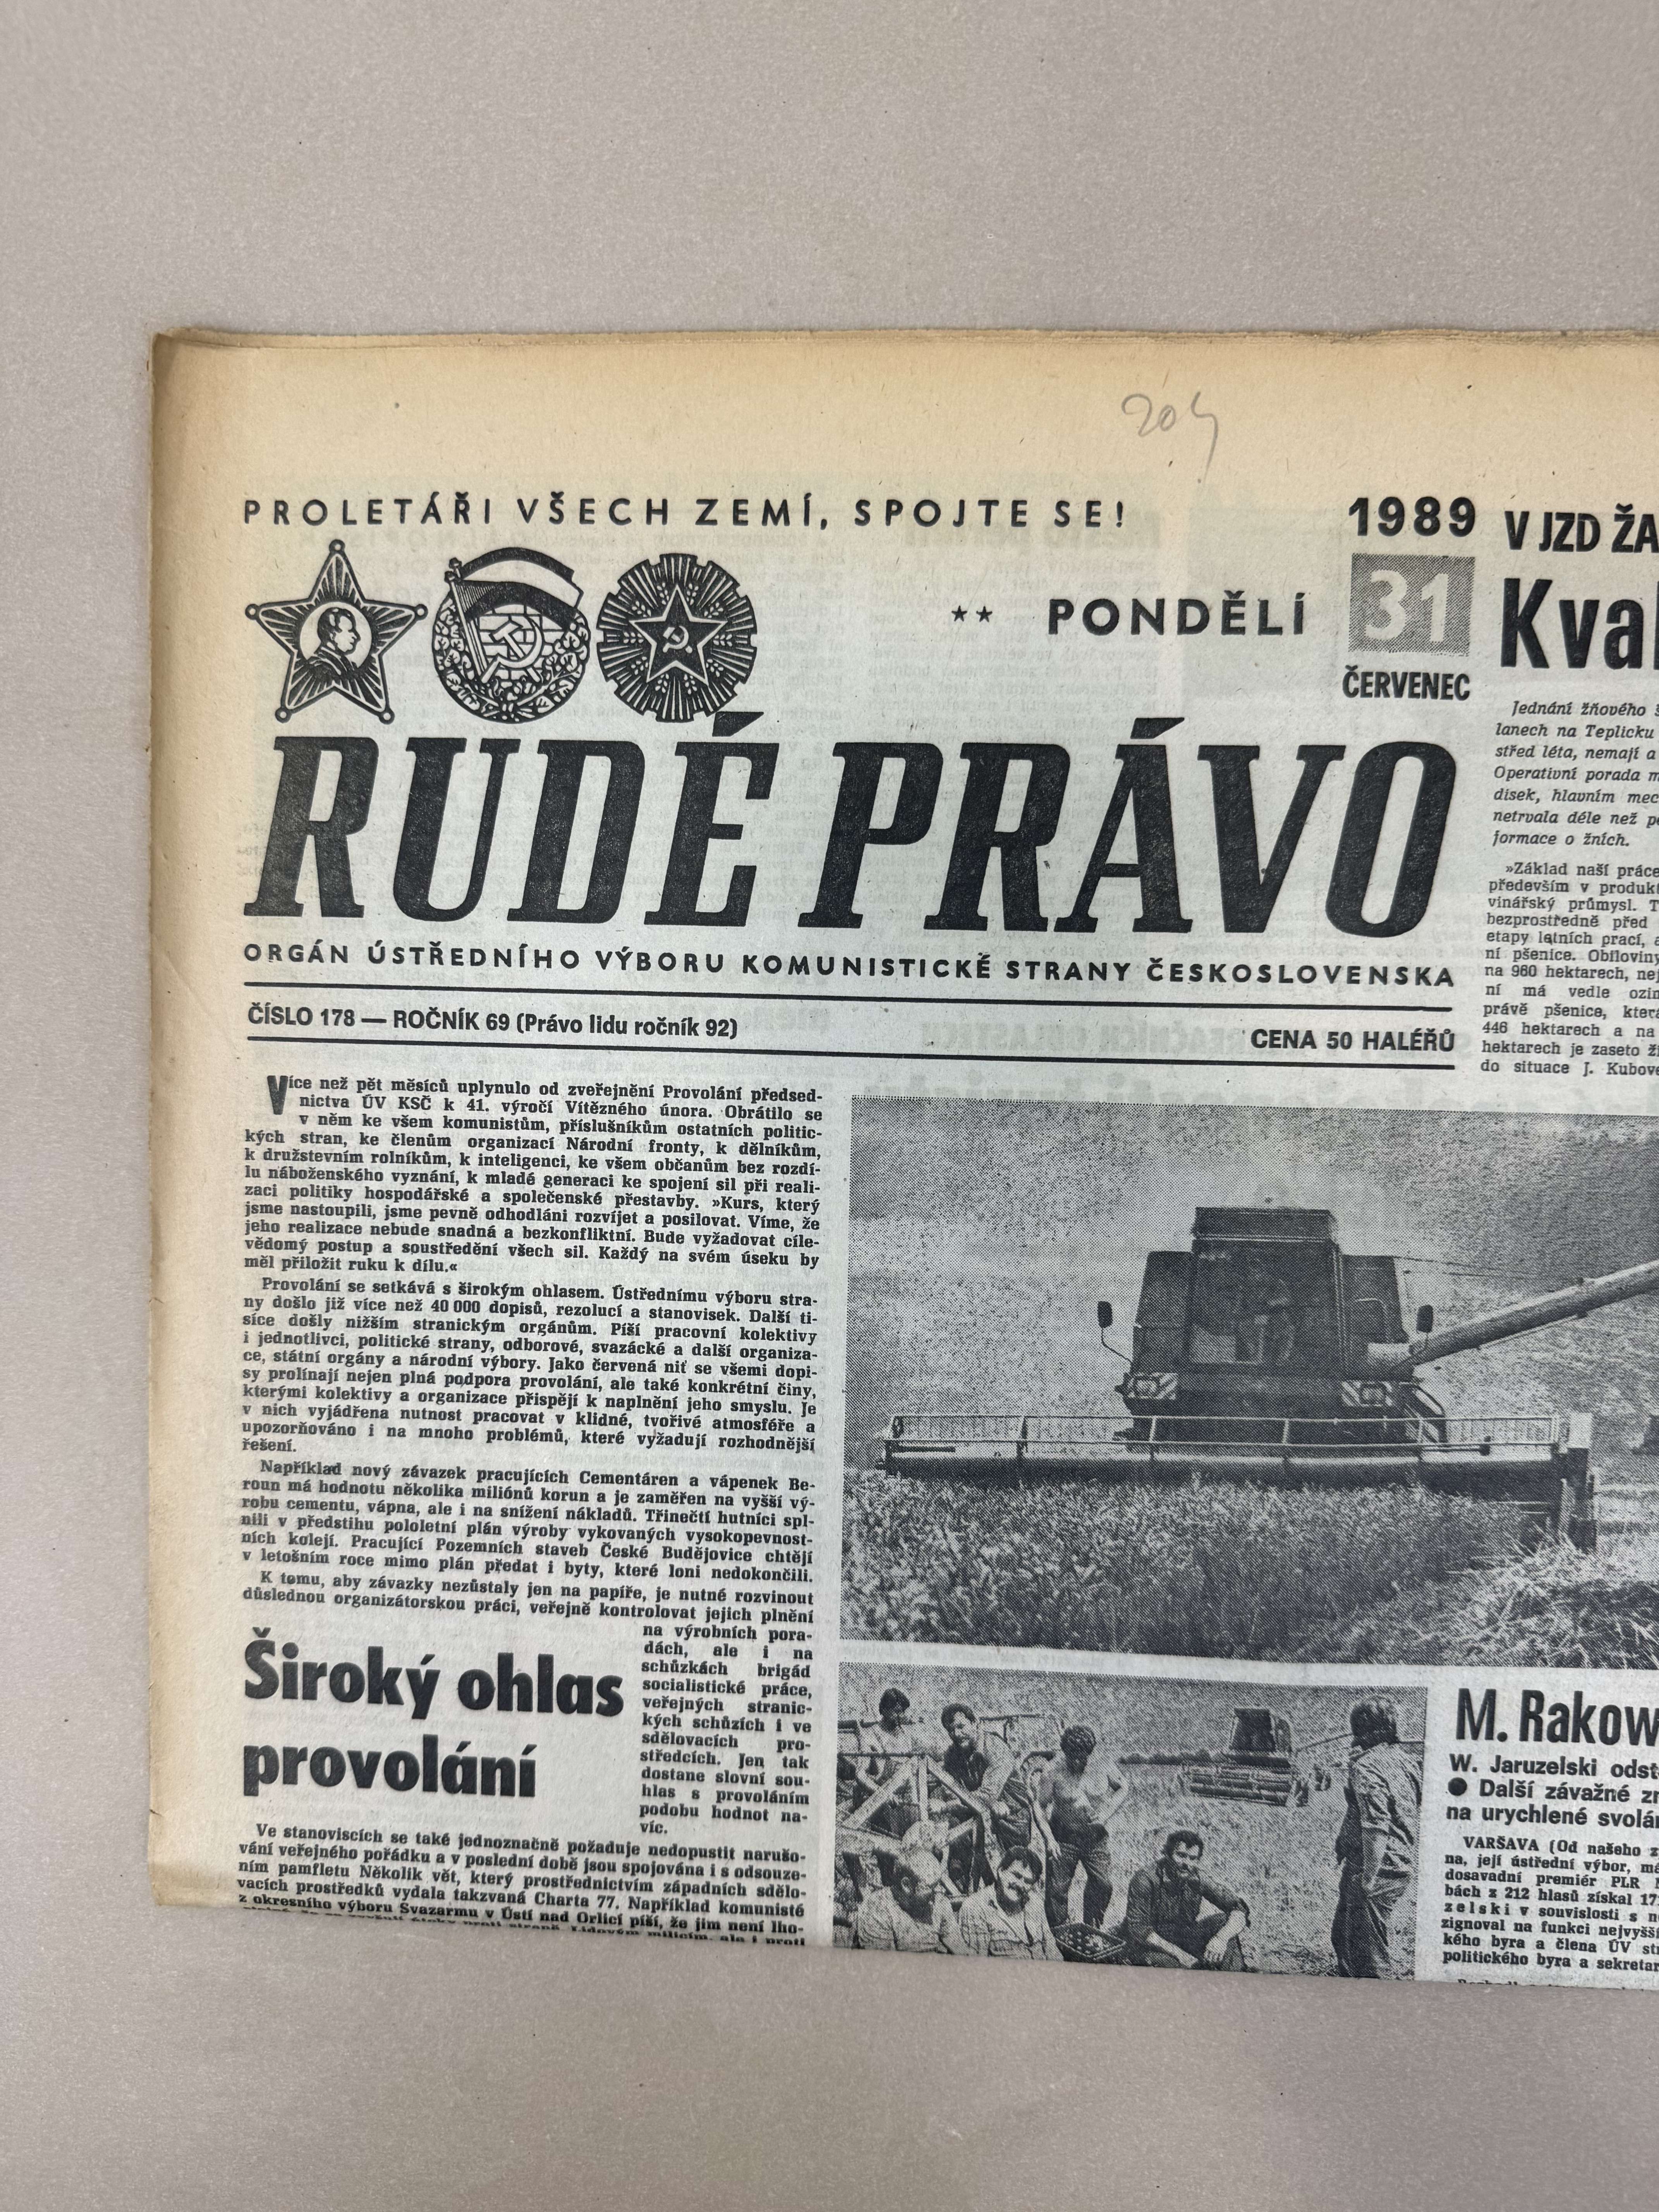 204
PROLETÁŘI VŠECH ZEMÍ, SPOJTE SE!
1989
** PONDĚLÍ
31
ČERVENEC
RUDÉ PRÁVO
ORGÁN ÚSTŘEDNÍHO VÝBORU KOMUNISTICKÉ STRANY ČESKOSLOVENSKA
ČÍSLO 178 — ROČNÍK 69 (Právo lidu ročník 92)
CENA 50 HALÉŘŮ
Více než pět měsíců uplynulo od zveřejnění Provolání předsed-
nictva ÚV KSČ k 41. výročí Vítězného února. Obrátilo se
v něm ke všem komunistům, příslušníkům ostatních politic-
kých stran, ke členům organizací Národní fronty, k dělníkům,
k družstevním rolníkům, k inteligenci, ke všem občanům bez rozdí-
lu náboženského vyznání, k mladé generaci ke spojení sil při reali-
zaci politiky hospodářské a společenské přestavby. »Kurs, který
jsme nastoupili, jsme pevně odhodláni rozvíjet a posilovat. Víme, že
jeho realizace nebude snadná a bezkonfliktní. Bude vyžadovat cíle-
vědomý postup a soustředění všech sil. Každý na svém úseku by
měl přiložit ruku k dílu.«
Provolání se setkává s širokým ohlasem. Ústřednímu výboru stra-
ny došlo již více než 40 000 dopisů, rezolucí a stanovisek. Další ti-
síce došly nižším stranickým orgánům. Píší pracovní kolektivy
i jednotlivci, politické strany, odborové, svazácké a další organiza-
ce, státní orgány a národní výbory. Jako červená niť se všemi dopi-
sy prolínají nejen plná podpora provolání, ale také konkrétní činy,
kterými kolektivy a organizace přispějí k naplnění jeho smyslu. Je
v nich vyjádřena nutnost pracovat v klidné, tvořivé atmosféře a
upozorňováno i na mnoho problémů, které vyžadují rozhodnější
řešení.
Například nový závazek pracujících Cementáren a vápenek Be-
roun má hodnotu několika miliónů korun a je zaměřen na vyšší vý-
robu cementu, vápna, ale i na snížení nákladů. Třinečtí hutníci spl-
nili v předstihu pololetní plán výroby vykovaných vysokopevnost-
ních kolejí. Pracující Pozemních staveb České Budějovice chtějí
v letošním roce mimo plán předat i byty, které loni nedokončili.
K tomu, aby závazky nezůstaly jen na papíře, je nutné rozvinout
důslednou organizátorskou práci, veřejně kontrolovat jejich plnění
na výrobních pora-
dách, ale i na
schůzkách brigád
socialistické práce,
veřejných stranic-
kých schůzích i ve
sdělovacích pro-
středcích. Jen tak
dostane slovní sou-
hlas s provoláním
podobu hodnot na-
víc.
Široký ohlas
provolání
Ve stanoviscích se také jednoznačně požaduje nedopustit narušo-
vání veřejného pořádku a v poslední době jsou spojována i s odsouze-
ním pamfletu Několik vět, který prostřednictvím západních sdělo-
vacích prostředků vydala takzvaná Charta 77. Například komunisté
z okresního výboru Svazarmu v Ústí nad Orlicí píší, že jim není lho-
V JZD ŽA
Kval
Jednání žňového š
lanech na Teplicku
střed léta, nemají a
Operativní porada m
disek, hlavním mec
netrvala déle než po
formace o žních.
»Základ naší práce
především v produkt
vinářský průmysl. T
bezprostředně před
etapy letních prací, a
ní pšenice. Obiloviny
na 960 hektarech, nej
ní má vedle ozim
právě pšenice, která
446 hektarech a na
hektarech je zaseto ži
do situace J. Kubove
M. Rakow
W. Jaruzelski odst
● Další závažné zr
na urychlené svolán
VARŠAVA (Od našeho z
na, její ústřední výbor, má
dosavadní premiér PLR M
bách z 212 hlasů získal 171
zelski v souvislosti s n
zignoval na funkci nejvyšší
kého byra a člena ÚV str
politického byra a sekretar